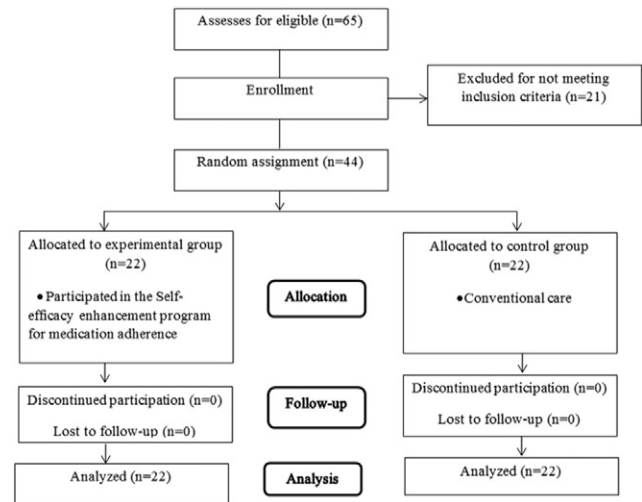 Assesses for eligible (n=65)
Enrollment
Excluded for not meeting
inclusion criteria (n=21)
Random assignment (n=44)
Allocated to experimental group
(n=22)
●Participated in the Self-
efficacy enhancement program
for medication adherence
Allocation
Allocated to control group
(n=22)
●Conventional care
Discontinued participation (n=0)
Lost to follow-up (n=0)
Follow-up
Discontinued participation (n=0)
Lost to follow-up (n=0)
Analyzed (n=22)
Analysis
Analyzed (n=22)